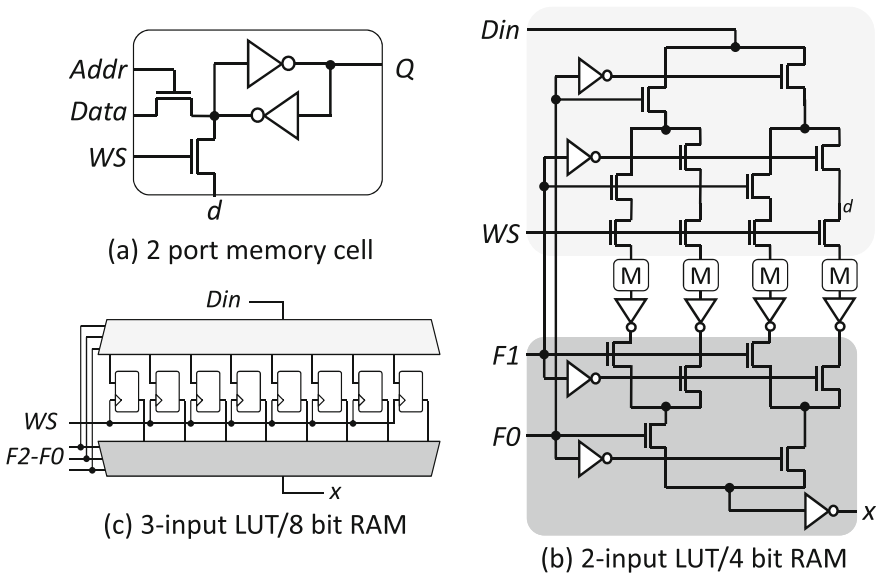 Addr
Data
WS
Q
d
(a) 2 port memory cell
Din
WS
F2-F0
x
(c) 3-input LUT/8 bit RAM
Din
d
WS
M M M M
F1
F0
x
(b) 2-input LUT/4 bit RAM